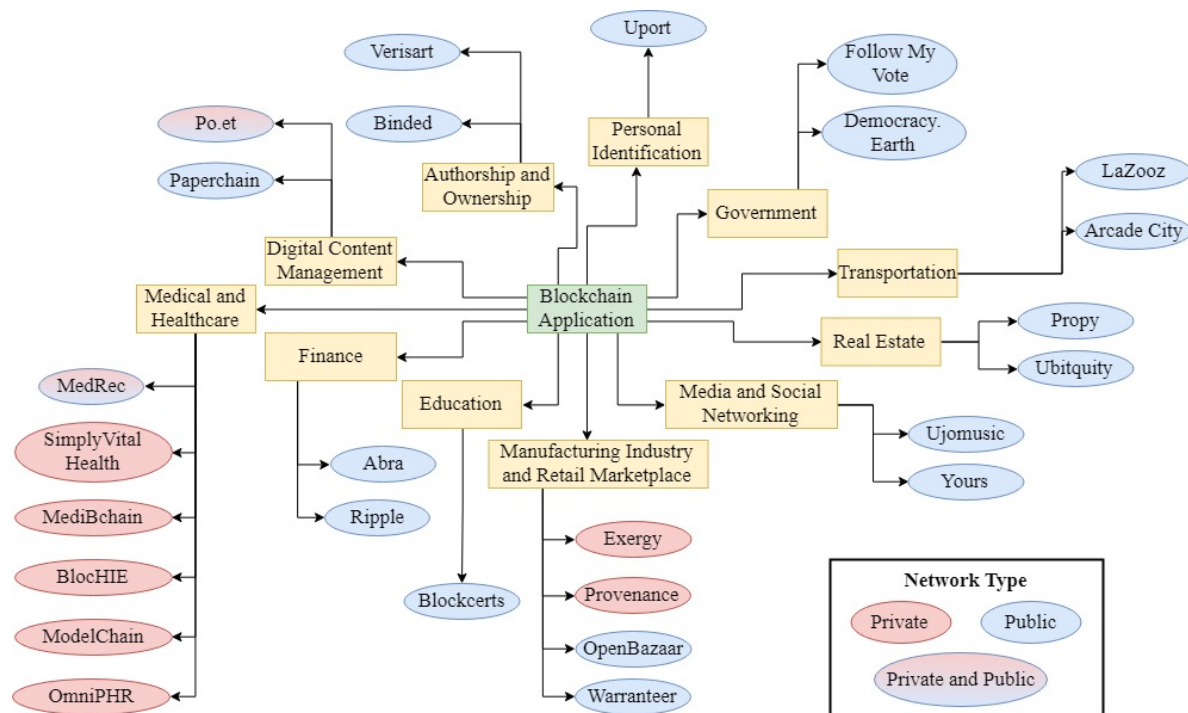 Uport
Verisart
Follow My
Vote
Po.et
Binded
Personal
Identification
Democracy.
Earth
Paperchain
Authorship and
Ownership
Government
LaZooz
Arcade City
Digital Content
Management
Transportation
Medical and
Healthcare
Blockchain
Application
Propy
Finance
Real Estate
Ubitquity
MedRec
Education
Media and Social
Networking
SimplyVital
Health
Ujomusic
Abra
Manufacturing Industry
and Retail Marketplace
Yours
MediBchain
Ripple
Exergy
BlocHIE
Blockcerts
Provenance
ModelChain
OpenBazaar
OmniPHR
Warranteer
Network Type
Private
Public
Private and Public